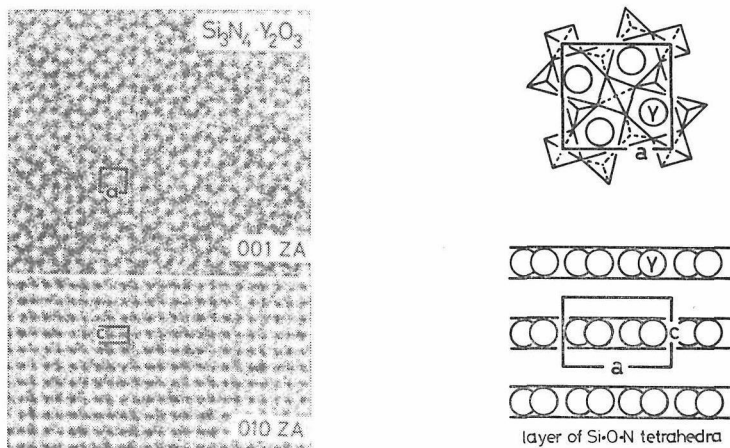 Si₃N₄·Y₂O₃
a
001 ZA
c
010 ZA
Y
a
Y
c
a
layer of Si·O·N tetrahedra